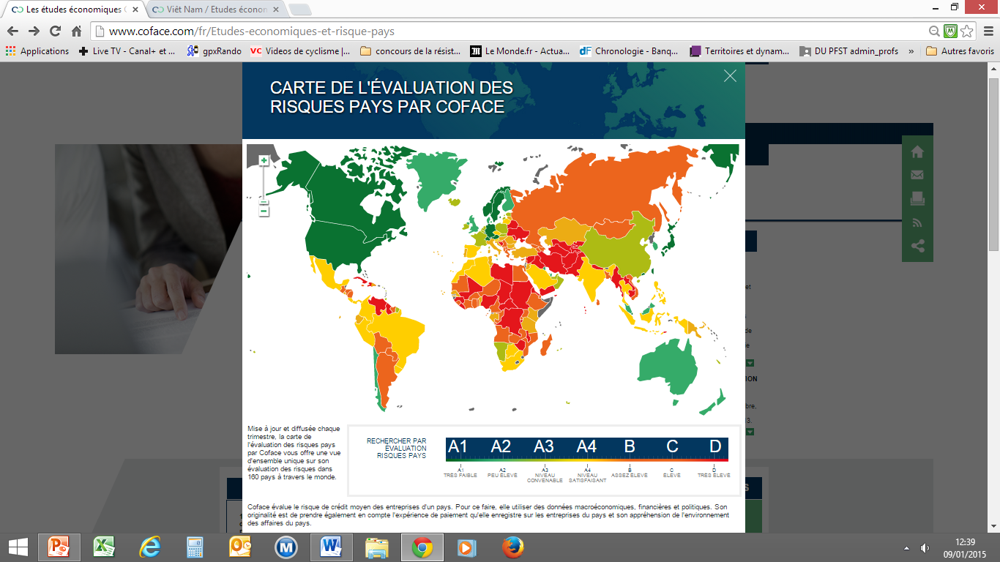 Les études économiques
Viêt Nam / Etudes économ
www.coface.com/fr/Etudes-economiques-et-risque-pays
Applications
Live TV - Canal+ et ...
gpxRando
VC Videos de cyclisme |...
concours de la résist...
Le Monde.fr - Actua...
dF Chronologie - Banq...
Territoires et dynam...
DU PFST admin_profs
»
Autres favoris
CARTE DE L'ÉVALUATION DES
RISQUES PAYS PAR COFACE
Mise à jour et diffusée chaque
trimestre, la carte de
l'évaluation des risques pays
par Coface vous offre une vue
d'ensemble unique sur son
évaluation des risques dans
160 pays à travers le monde.
RECHERCHER PAR
ÉVALUATION
RISQUES PAYS
A1 A2 A3 A4 B C D
A1
TRÈS FAIBLE
A2
PEU ÉLEVÉ
A3
NIVEAU
CONVENABLE
A4
NIVEAU
SATISFAISANT
B
ASSEZ ÉLEVÉ
C
ÉLEVÉ
D
TRÈS ÉLEVÉ
Coface évalue le risque de crédit moyen des entreprises d'un pays. Pour ce faire, elle utiliser des données macroéconomiques, financières et politiques. Son
originalité est de prendre également en compte l'expérience de paiement qu'elle enregistre sur les entreprises du pays et son appréhension de l'environnement
des affaires du pays.
12:39
09/01/2015